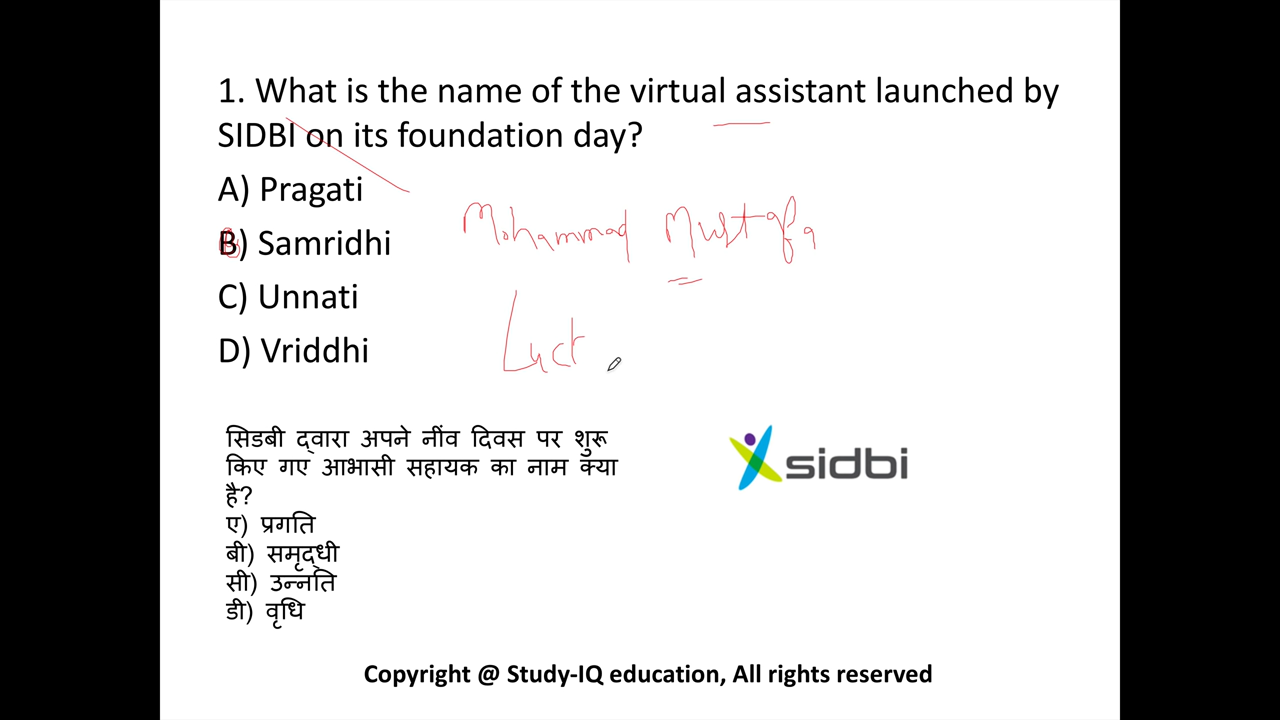 1. What is the name of the virtual assistant launched by
SIDBI on its foundation day?
A) Pragati
B) Samridhi
C) Unnati
D) Vriddhi
Mohammad Mustafa
सिडबी द्वारा अपने नींव दिवस पर शुरू
किए गए आभासी सहायक का नाम क्या
है?
ए) प्रगति
बी) समृद्धी
सी) उन्नति
डी) वृधि
sidbi
Copyright @ Study-IQ education, All rights reserved